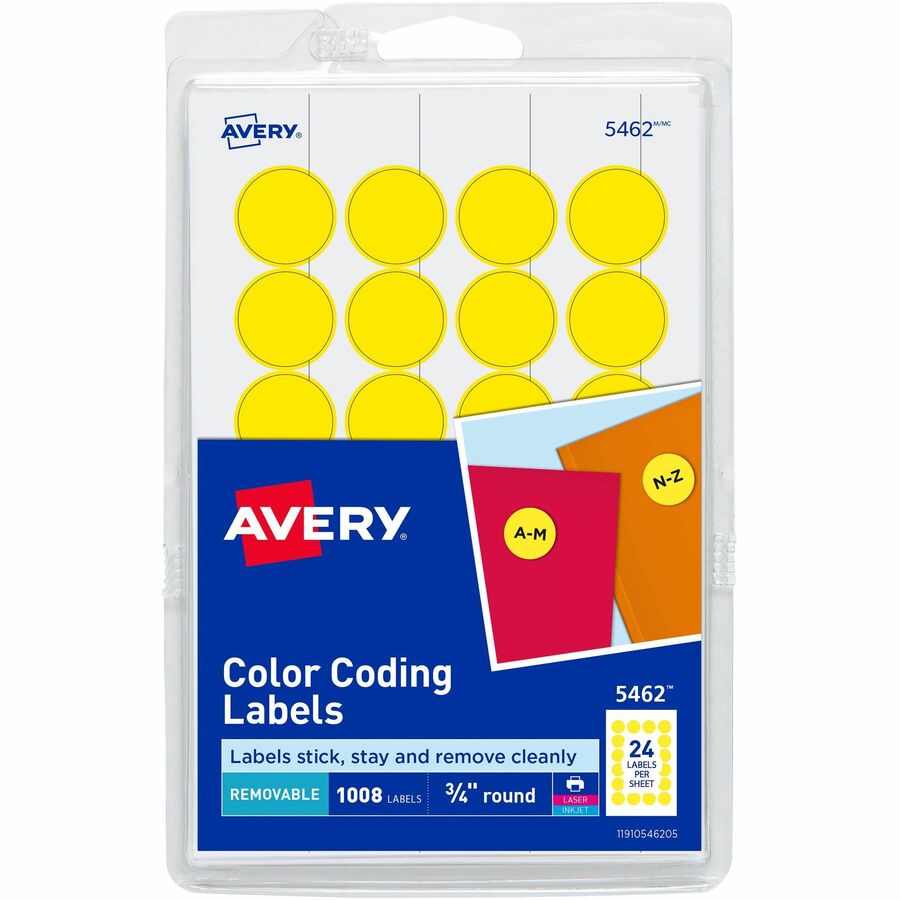 AVERY®
5462 M/MC
N-Z
A-M
AVERY®
Color Coding
Labels
5462™
24
LABELS
PER
SHEET
Labels stick, stay and remove cleanly
REMOVABLE
1008 LABELS
3/4" round
LASER
INKJET
11910546205